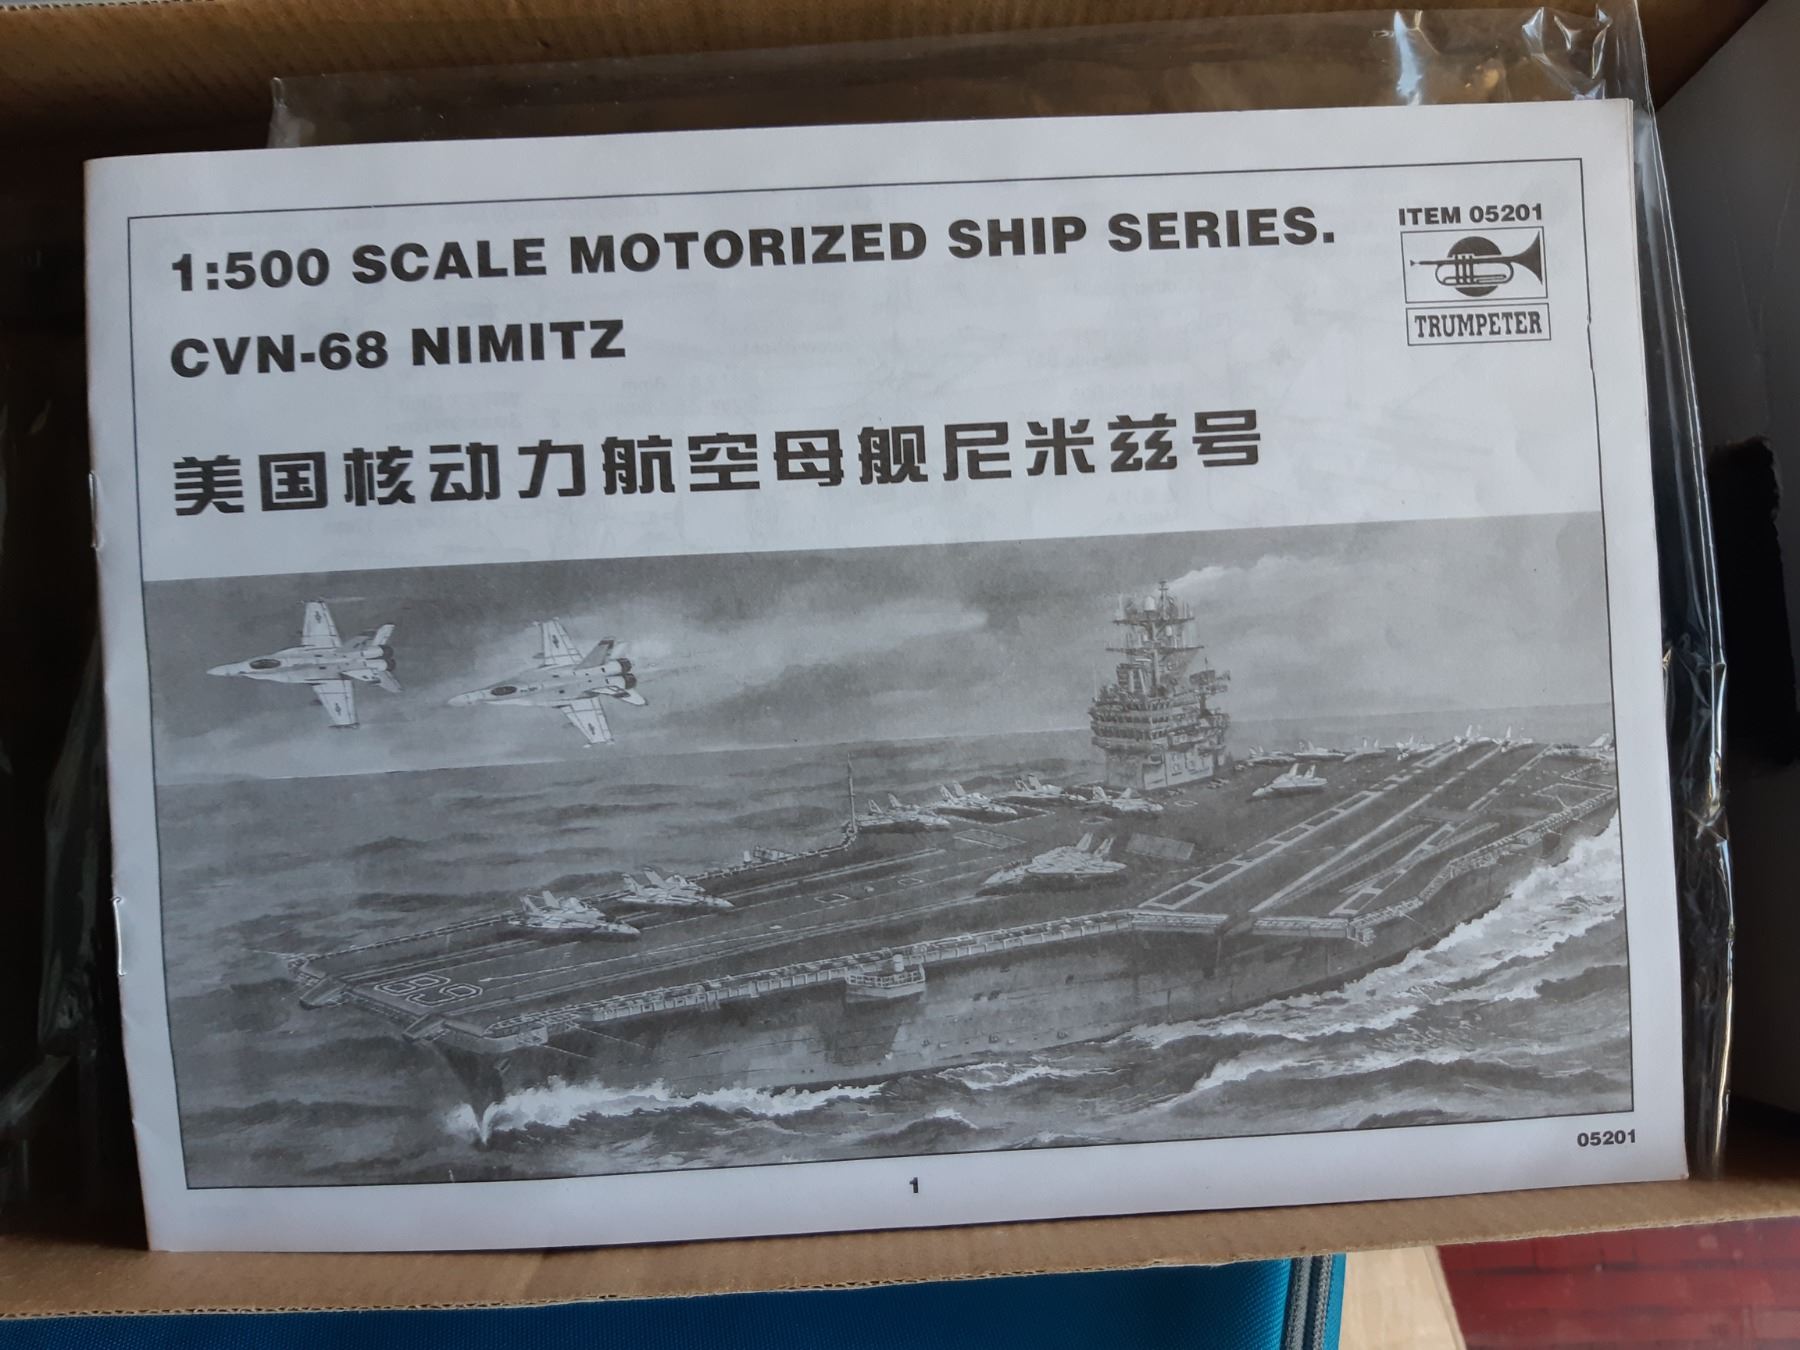 1:500 SCALE MOTORIZED SHIP SERIES.
ITEM 05201
TRUMPETER
CVN-68 NIMITZ
美国核动力航空母舰尼米兹号
68
05201
1